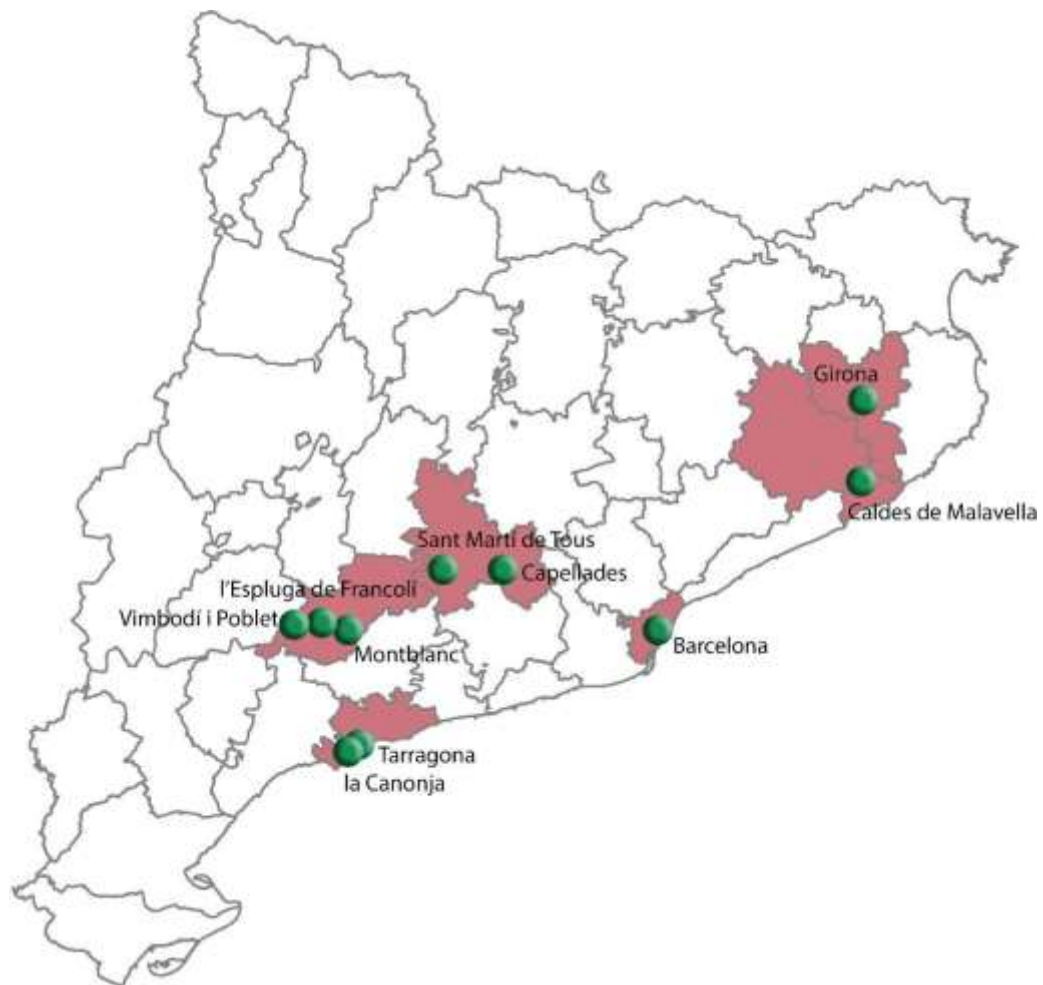 Girona
Caldes de Malavella
Sant Martí de Tous
Capellades
l'Espluga de Francolí
Vimbodí i Poblet
Montblanc
Barcelona
Tarragona
la Canonja